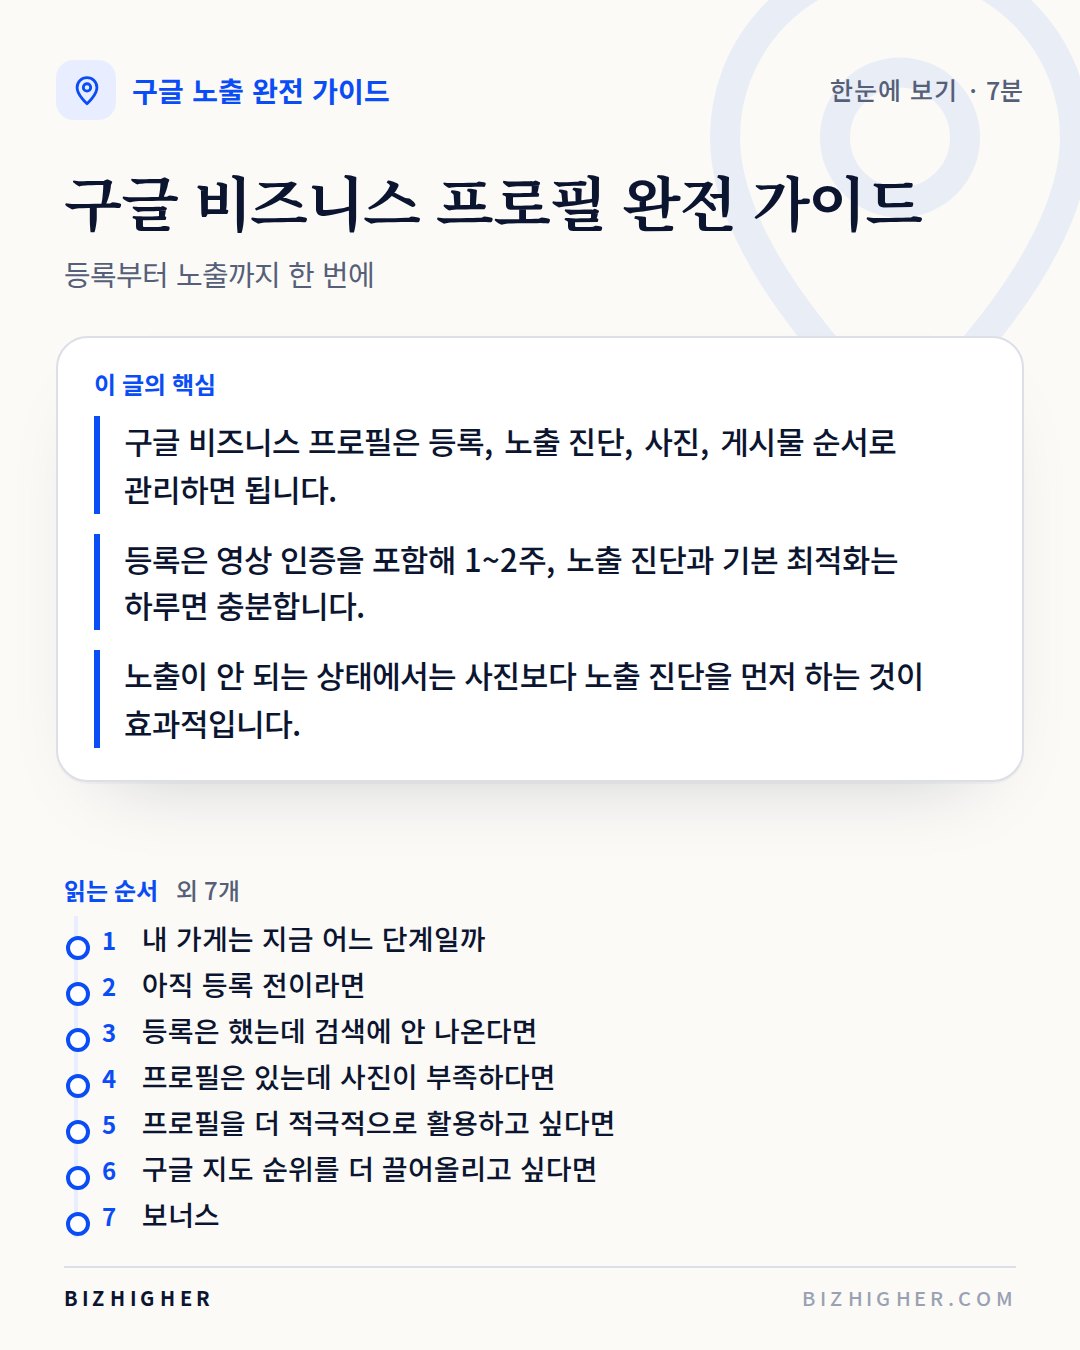 구글 노출 완전 가이드
한눈에 보기 · 7분
구글 비즈니스 프로필 완전 가이드
등록부터 노출까지 한 번에
이 글의 핵심
구글 비즈니스 프로필은 등록, 노출 진단, 사진, 게시물 순서로
관리하면 됩니다.
등록은 영상 인증을 포함해 1~2주, 노출 진단과 기본 최적화는
하루면 충분합니다.
노출이 안 되는 상태에서는 사진보다 노출 진단을 먼저 하는 것이
효과적입니다.
읽는 순서 외 7개
1 내 가게는 지금 어느 단계일까
2 아직 등록 전이라면
3 등록은 했는데 검색에 안 나온다면
4 프로필은 있는데 사진이 부족하다면
5 프로필을 더 적극적으로 활용하고 싶다면
6 구글 지도 순위를 더 끌어올리고 싶다면
7 보너스
BIZHIGHER
BIZHIGHER.COM